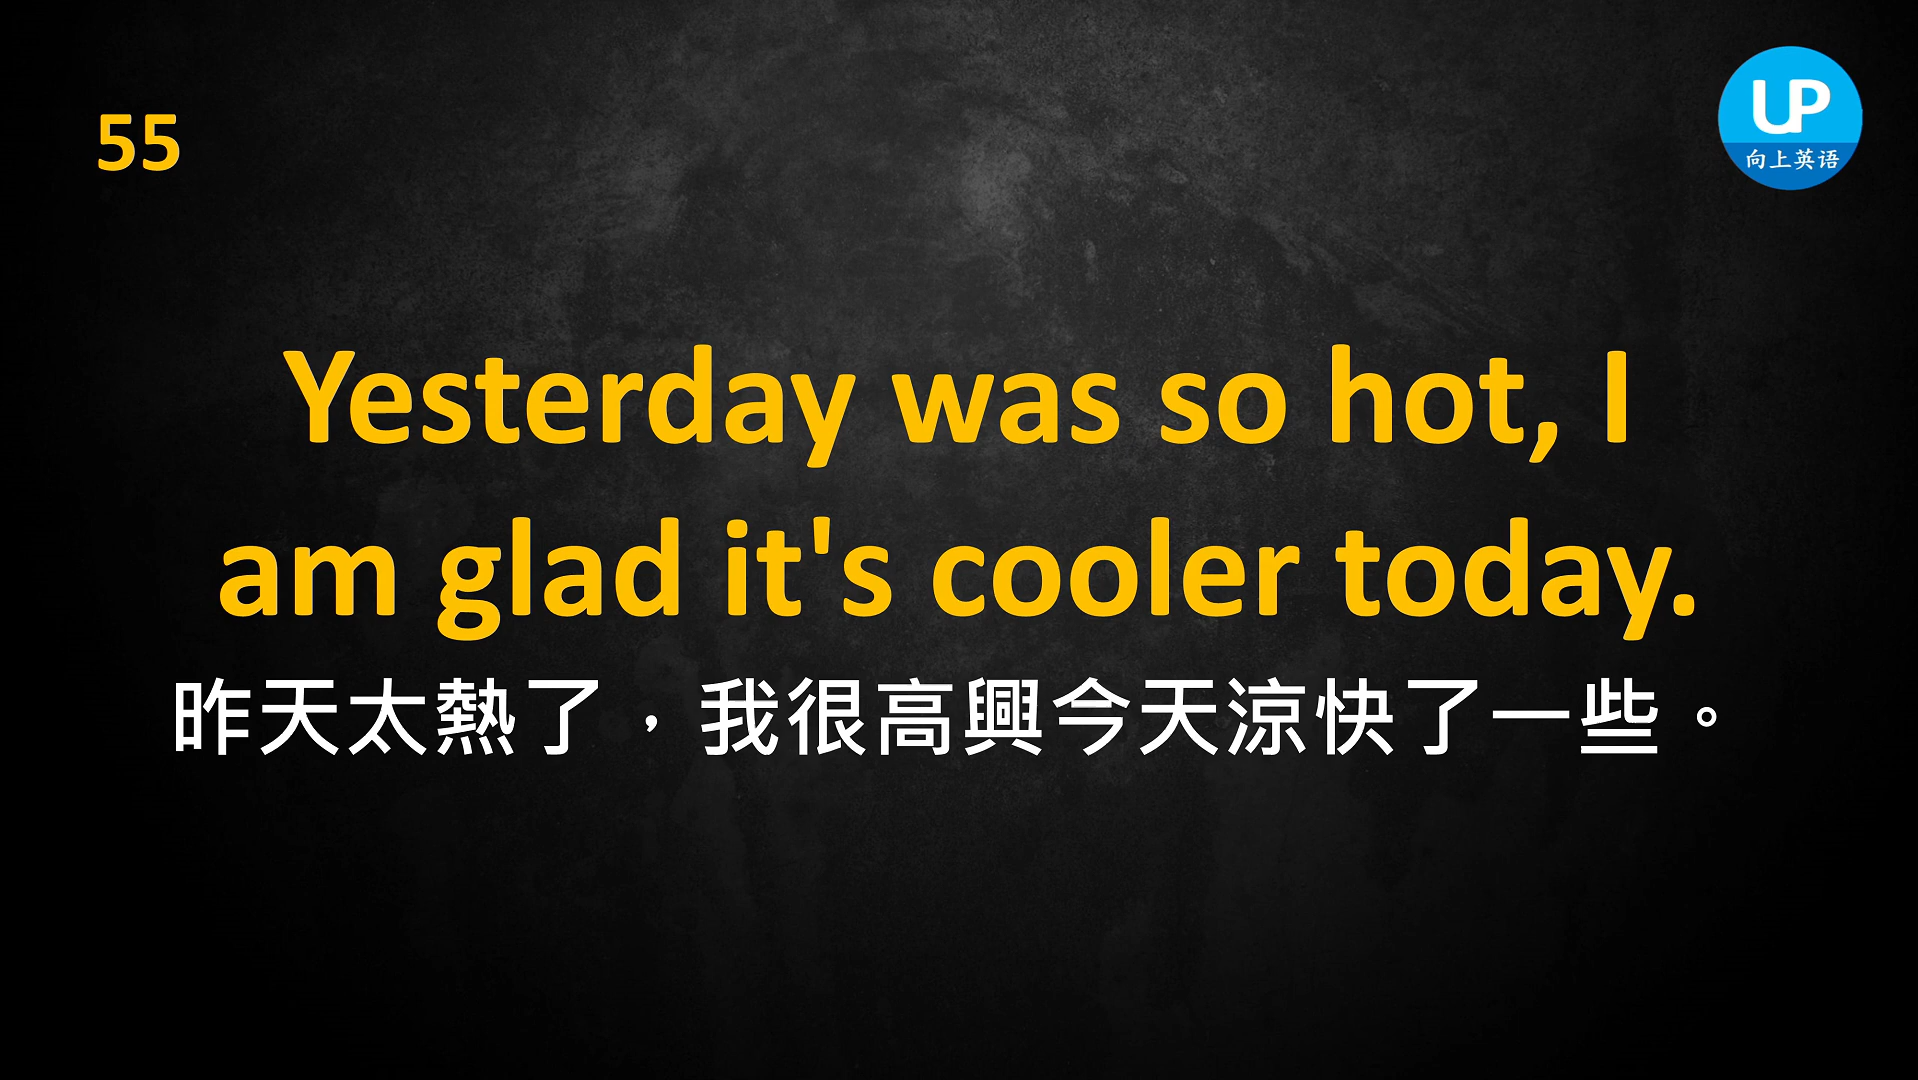 55
UP
向上英语
Yesterday was so hot, I
am glad it's cooler today.
昨天太熱了，我很高興今天涼快了一些。